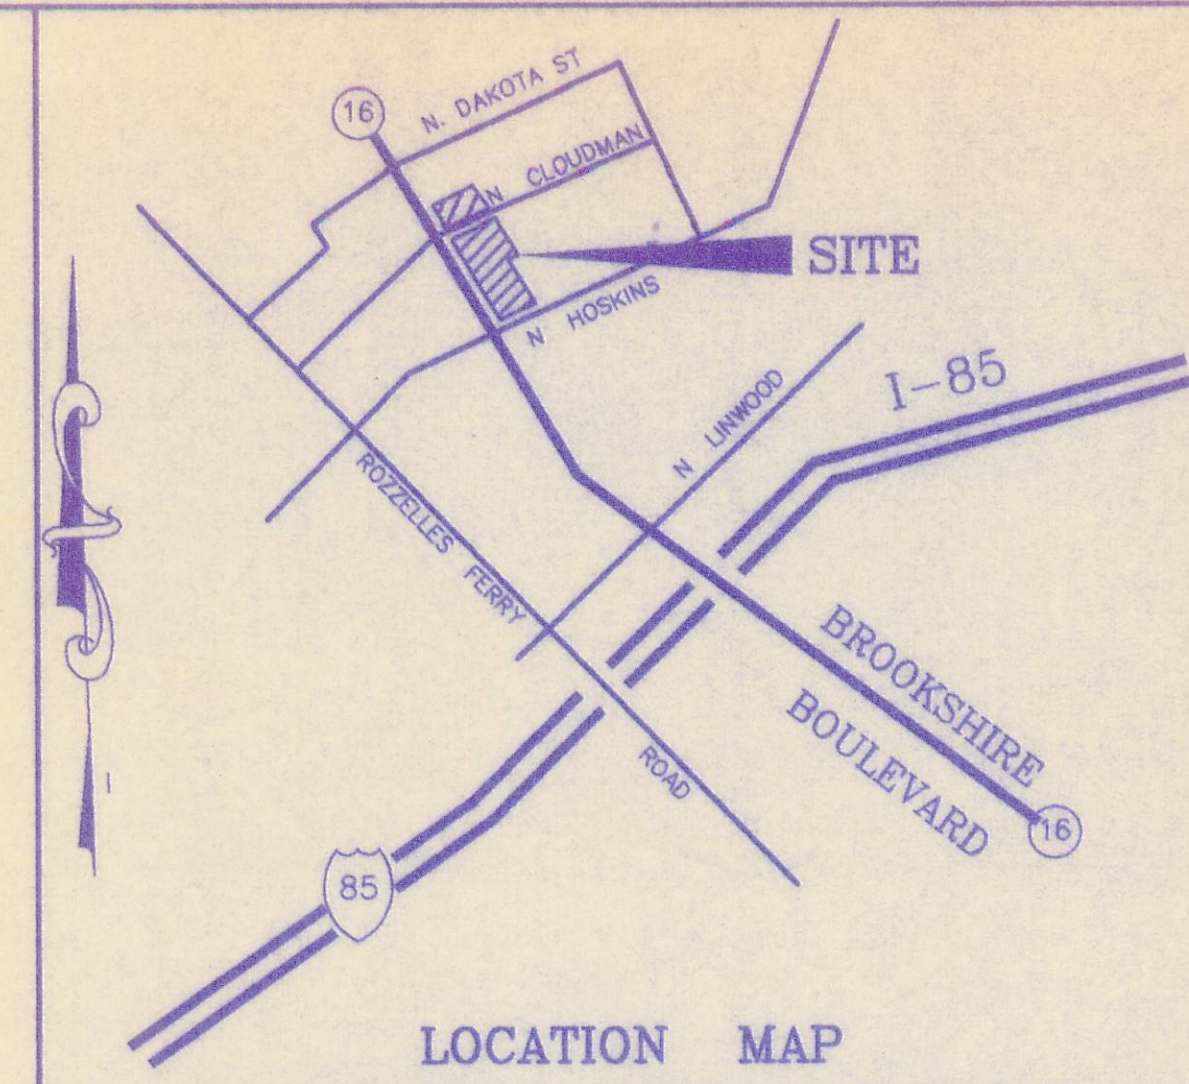 16
N. DAKOTA ST
N CLOUDMAN
SITE
N HOSKINS
I-85
N LINWOOD
ROZZELLES FERRY ROAD
BROOKSHIRE
BOULEVARD
16
85
LOCATION MAP